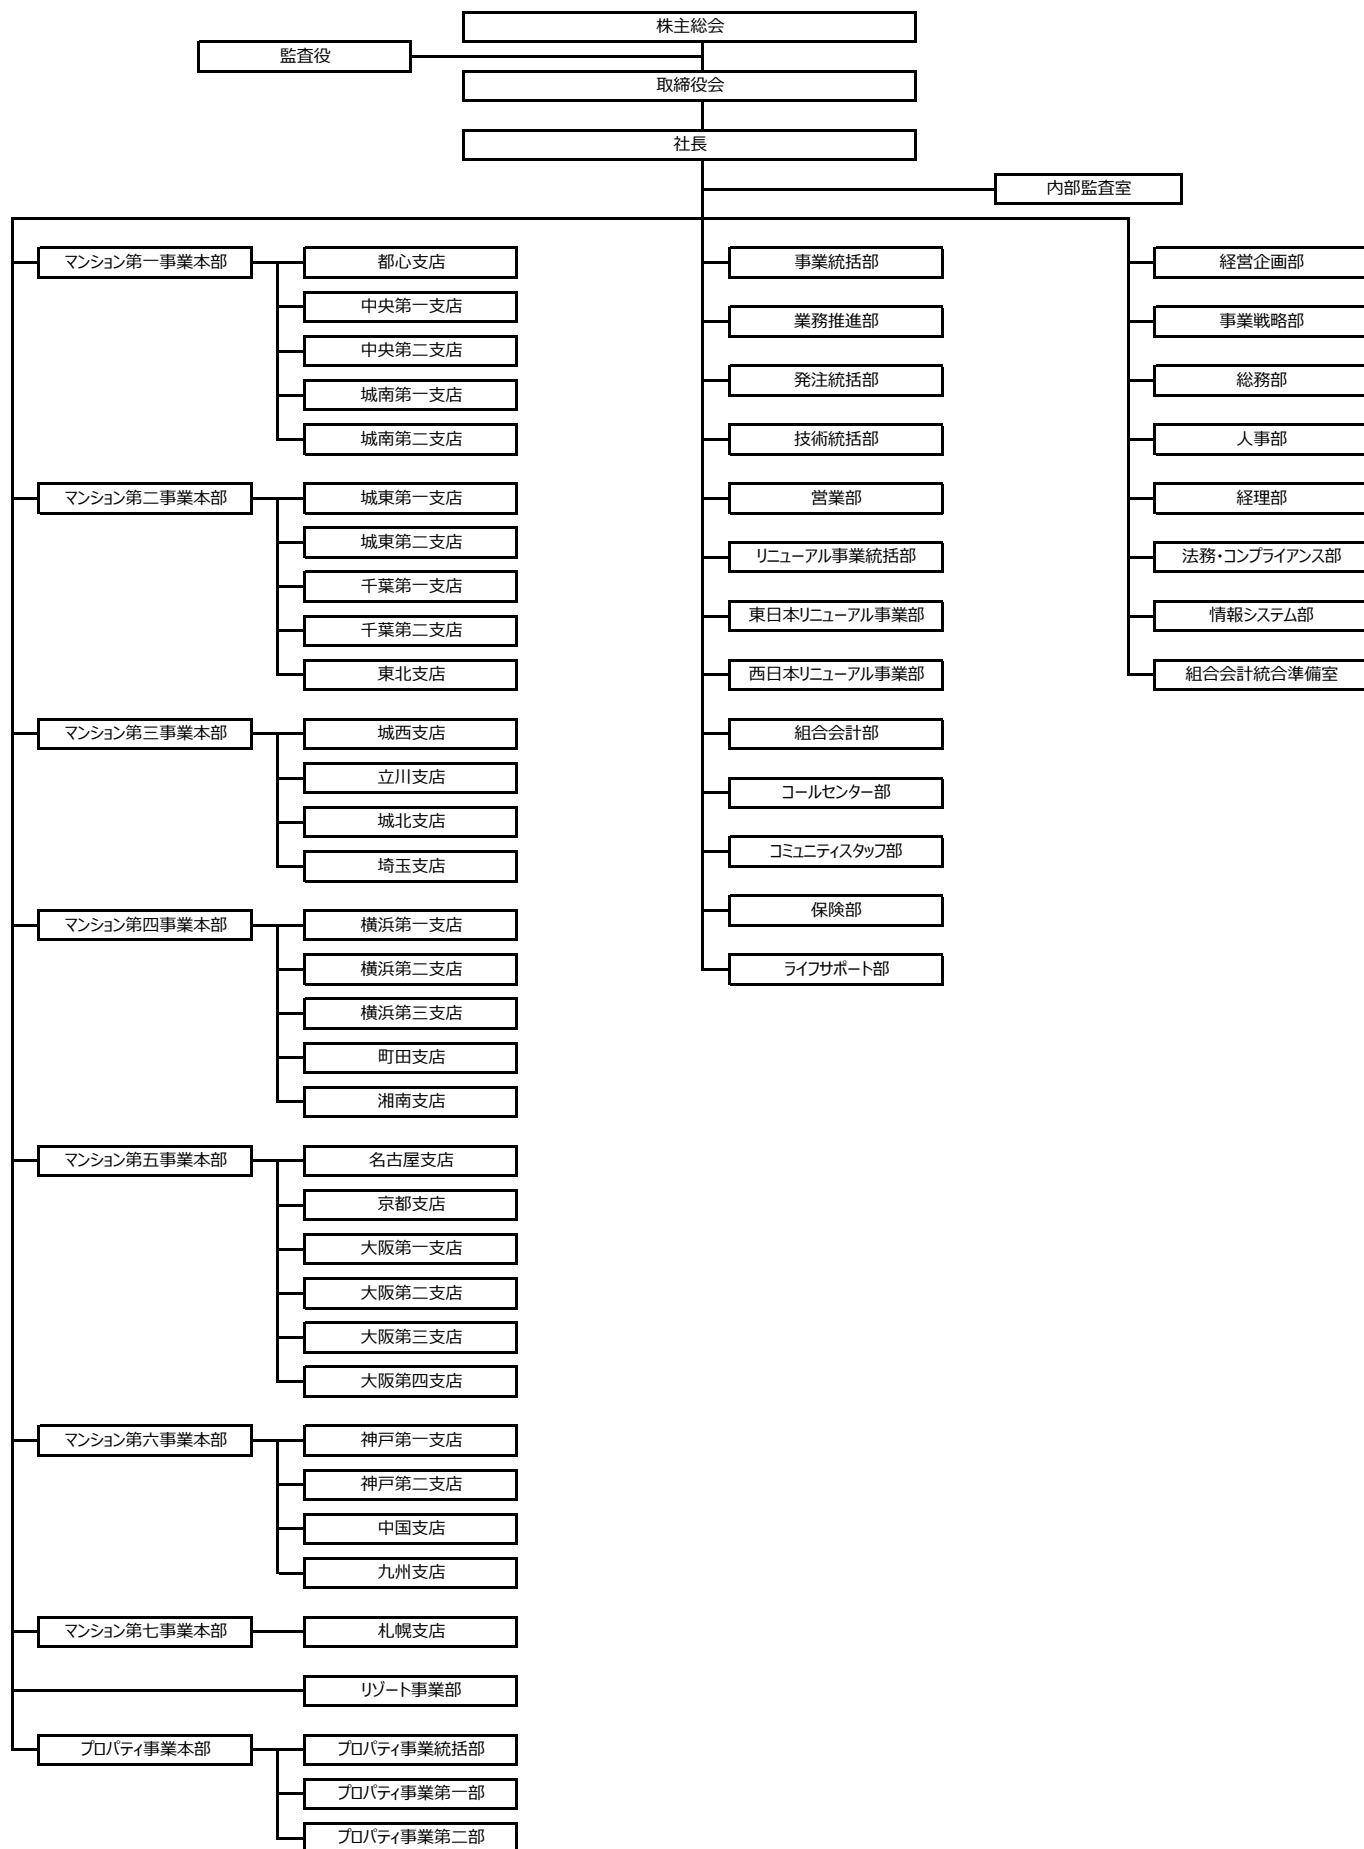 株主総会
監査役
取締役会
社長
内部監査室
マンション第一事業本部
都心支店
中央第一支店
中央第二支店
城南第一支店
城南第二支店
マンション第二事業本部
城東第一支店
城東第二支店
千葉第一支店
千葉第二支店
東北支店
マンション第三事業本部
城西支店
立川支店
城北支店
埼玉支店
マンション第四事業本部
横浜第一支店
横浜第二支店
横浜第三支店
町田支店
湘南支店
マンション第五事業本部
名古屋支店
京都支店
大阪第一支店
大阪第二支店
大阪第三支店
大阪第四支店
マンション第六事業本部
神戸第一支店
神戸第二支店
中国支店
九州支店
マンション第七事業本部
札幌支店
リゾート事業部
プロパティ事業本部
プロパティ事業統括部
プロパティ事業第一部
プロパティ事業第二部
事業統括部
業務推進部
発注統括部
技術統括部
営業部
リニューアル事業統括部
東日本リニューアル事業部
西日本リニューアル事業部
組合会計部
コールセンター部
コミュニティスタッフ部
保険部
ライフサポート部
経営企画部
事業戦略部
総務部
人事部
経理部
法務・コンプライアンス部
情報システム部
組合会計統合準備室